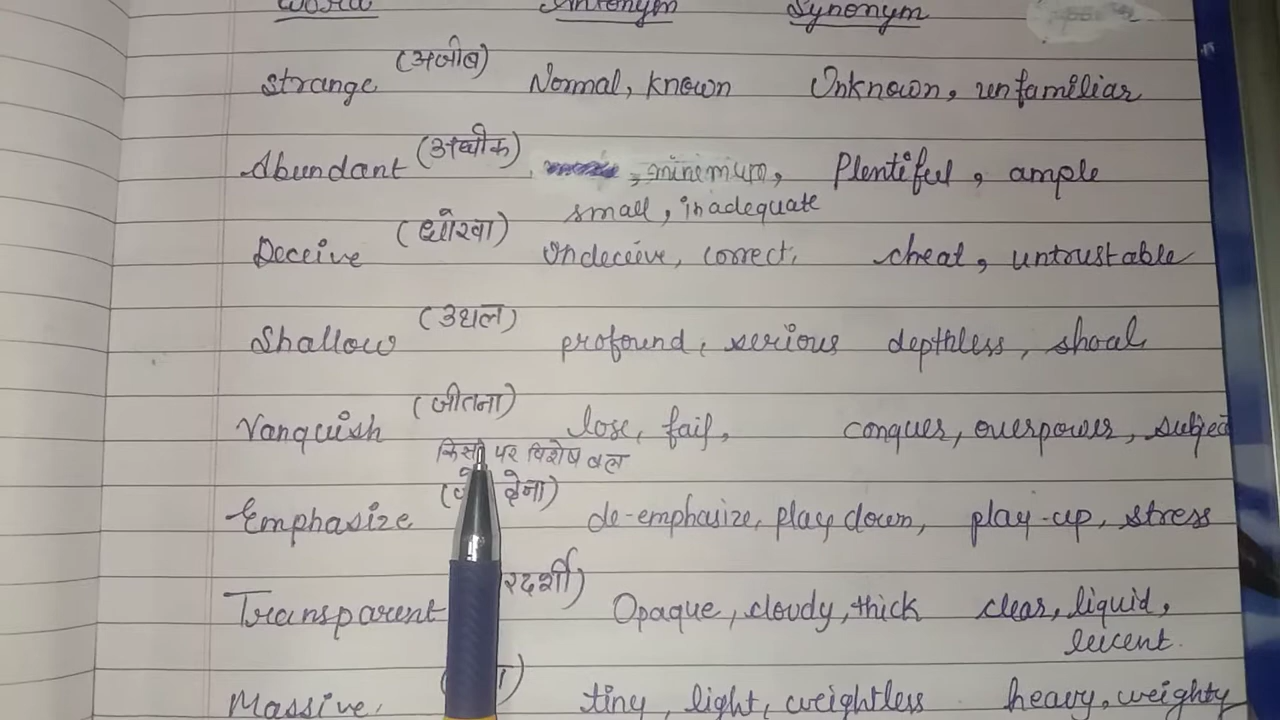 Word Antonym Synonym
Strange (अजीब) Normal, known Unknown, unfamiliar
Abundant (अधीक) , minimum, Plentiful, ample
small, inadequate
Deceive (धोखा) Undeceive, correct, cheat, untrustable
Shallow (उथल) profound, serious depthless, shoal
Vanquish (जीतना) lose, fail, conquer, overpower, subject
पर विशेष बल
Emphasize देना) de-emphasize, play down, play-up, stress
Transparent रदर्शी) Opaque, cloudy, thick clear, liquid,
lucent.
Massive, tiny, light, weightless heavy, weighty